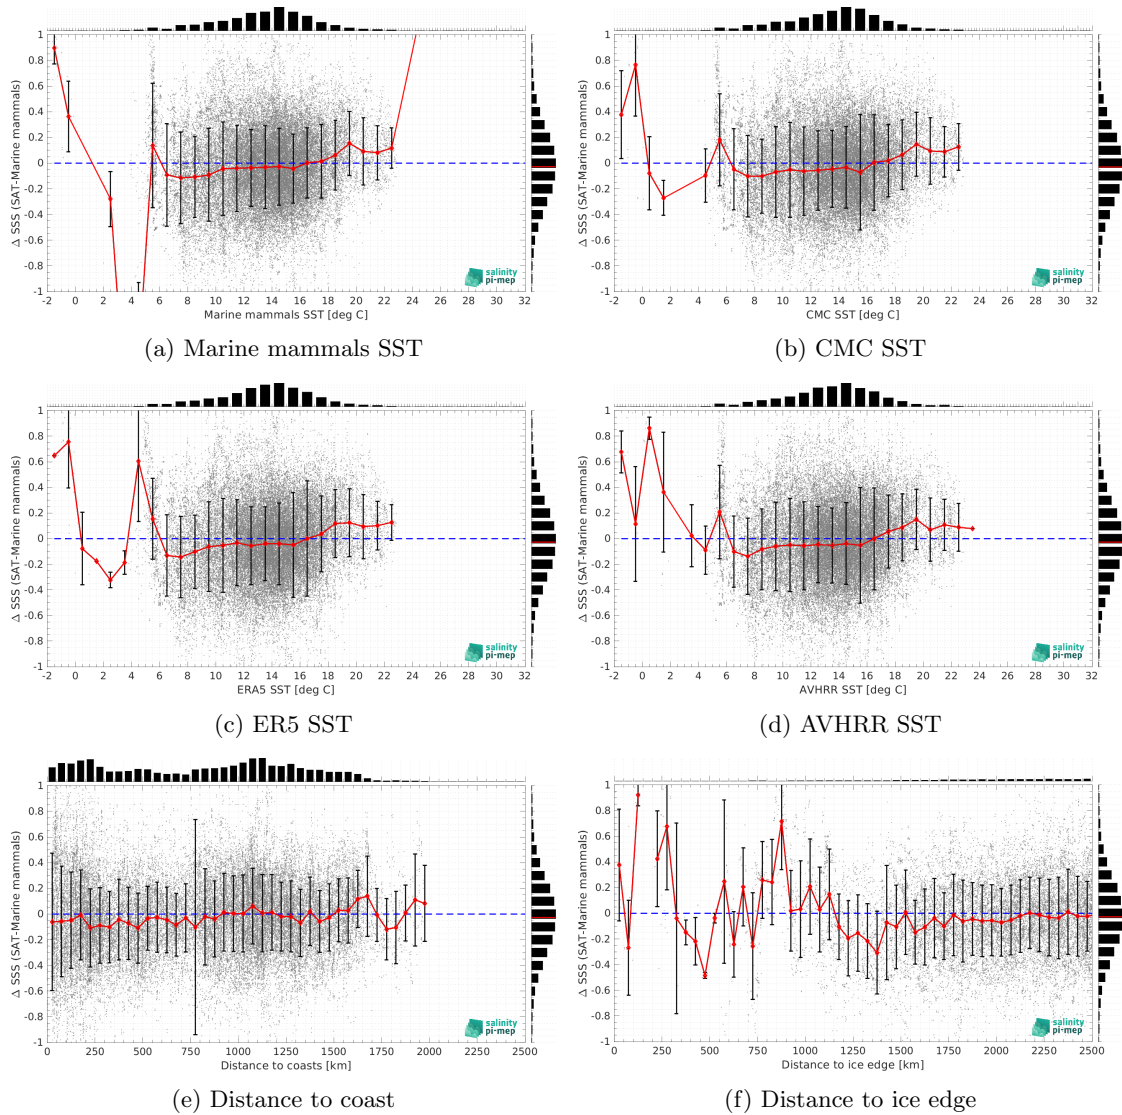 1
0.8
0.6
0.4
0.2
0
-0.2
-0.4
-0.6
-0.8
-1
Δ SSS (SAT-Marine mammals)
salinity
pi-mep
-2 0 2 4 6 8 10 12 14 16 18 20 22 24 26 28 30 32
Marine mammals SST [deg C]
(a) Marine mammals SST
1
0.8
0.6
0.4
0.2
0
-0.2
-0.4
-0.6
-0.8
-1
Δ SSS (SAT-Marine mammals)
salinity
pi-mep
-2 0 2 4 6 8 10 12 14 16 18 20 22 24 26 28 30 32
CMC SST [deg C]
(b) CMC SST
1
0.8
0.6
0.4
0.2
0
-0.2
-0.4
-0.6
-0.8
-1
Δ SSS (SAT-Marine mammals)
salinity
pi-mep
-2 0 2 4 6 8 10 12 14 16 18 20 22 24 26 28 30 32
ERA5 SST [deg C]
(c) ER5 SST
1
0.8
0.6
0.4
0.2
0
-0.2
-0.4
-0.6
-0.8
-1
Δ SSS (SAT-Marine mammals)
salinity
pi-mep
-2 0 2 4 6 8 10 12 14 16 18 20 22 24 26 28 30 32
AVHRR SST [deg C]
(d) AVHRR SST
1
0.8
0.6
0.4
0.2
0
-0.2
-0.4
-0.6
-0.8
-1
Δ SSS (SAT-Marine mammals)
salinity
pi-mep
0 250 500 750 1000 1250 1500 1750 2000 2500
Distance to coasts [km]
(e) Distance to coast
1
0.8
0.6
0.4
0.2
0
-0.2
-0.4
-0.6
-0.8
-1
Δ SSS (SAT-Marine mammals)
salinity
pi-mep
0 250 500 750 1000 1250 1500 1750 2000 2500
Distance to ice edge [km]
(f) Distance to ice edge